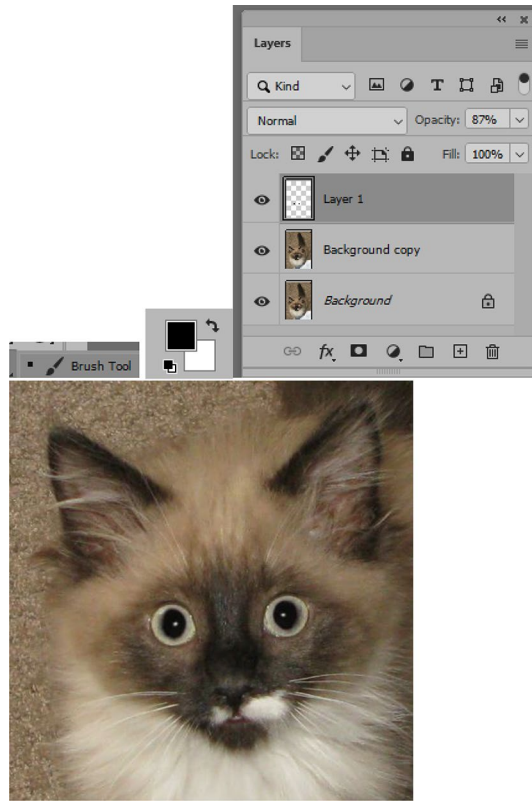 Layers
Kind
Normal Opacity: 87%
Lock: Fill: 100%
Layer 1
Background copy
Background
fx
Brush Tool